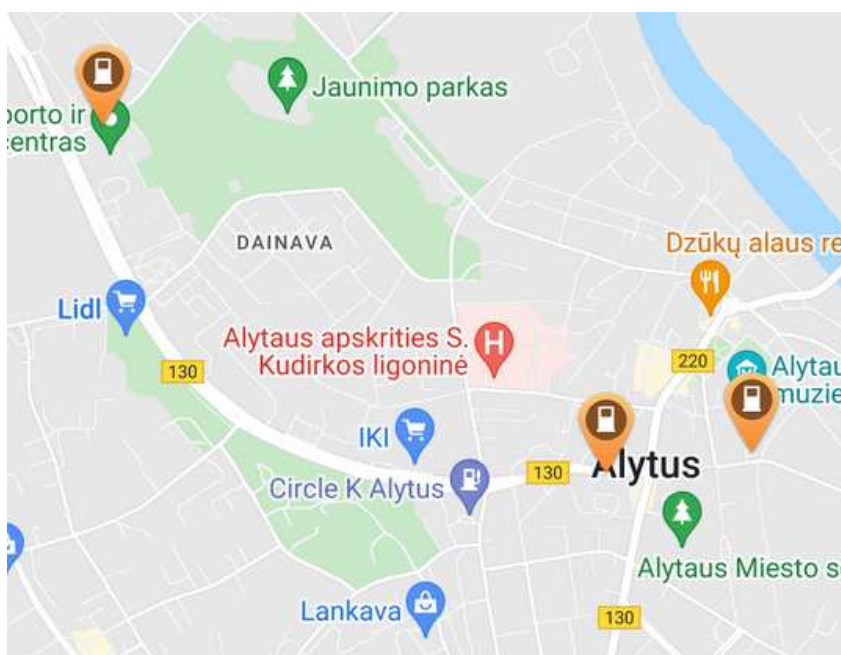 Jaunimo parkas
porto ir
centras
DAINAVA
Dzūkų alaus re
Lidl
Alytaus apskrities S.
Kudirkos ligoninė
H
220
130
Alytau
muzie
IKI
Alytus
130
Circle K Alytus
Alytaus Miesto s
Lankava
130